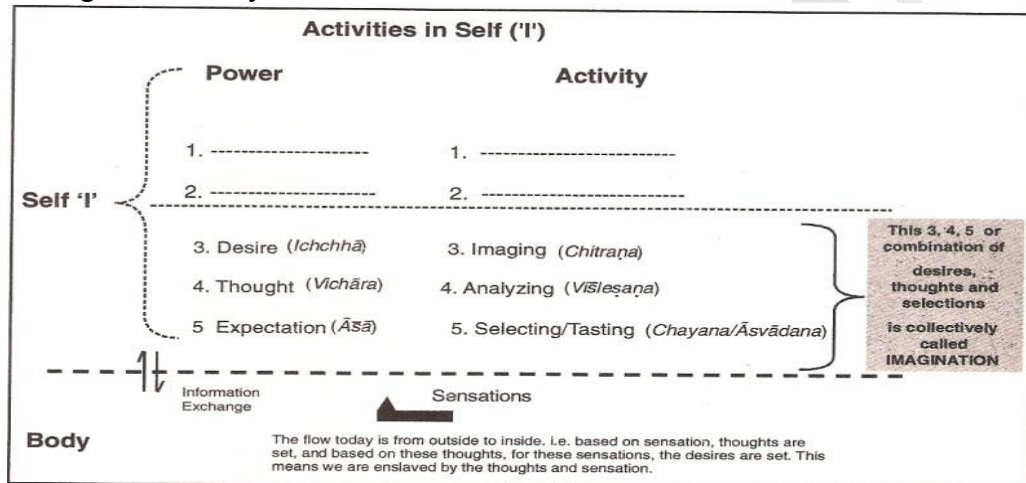 Activities in Self ('I')
Power Activity
1. -------------------- 1. --------------------
2. -------------------- 2. --------------------
Self 'I'
3. Desire (Ichchhā) 3. Imaging (Chitraṇa)
4. Thought (Vichāra) 4. Analyzing (Viśleṣaṇa)
5 Expectation (Āśā) 5. Selecting/Tasting (Chayana/Āsvādana)
This 3, 4, 5 or
combination of
desires,
thoughts and
selections
is collectively
called
IMAGINATION
Information
Exchange
Sensations
Body
The flow today is from outside to inside. i.e. based on sensation, thoughts are
set, and based on these thoughts, for these sensations, the desires are set. This
means we are enslaved by the thoughts and sensation.